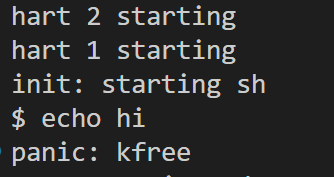 hart 2 starting
hart 1 starting
init: starting sh
$ echo hi
panic: kfree